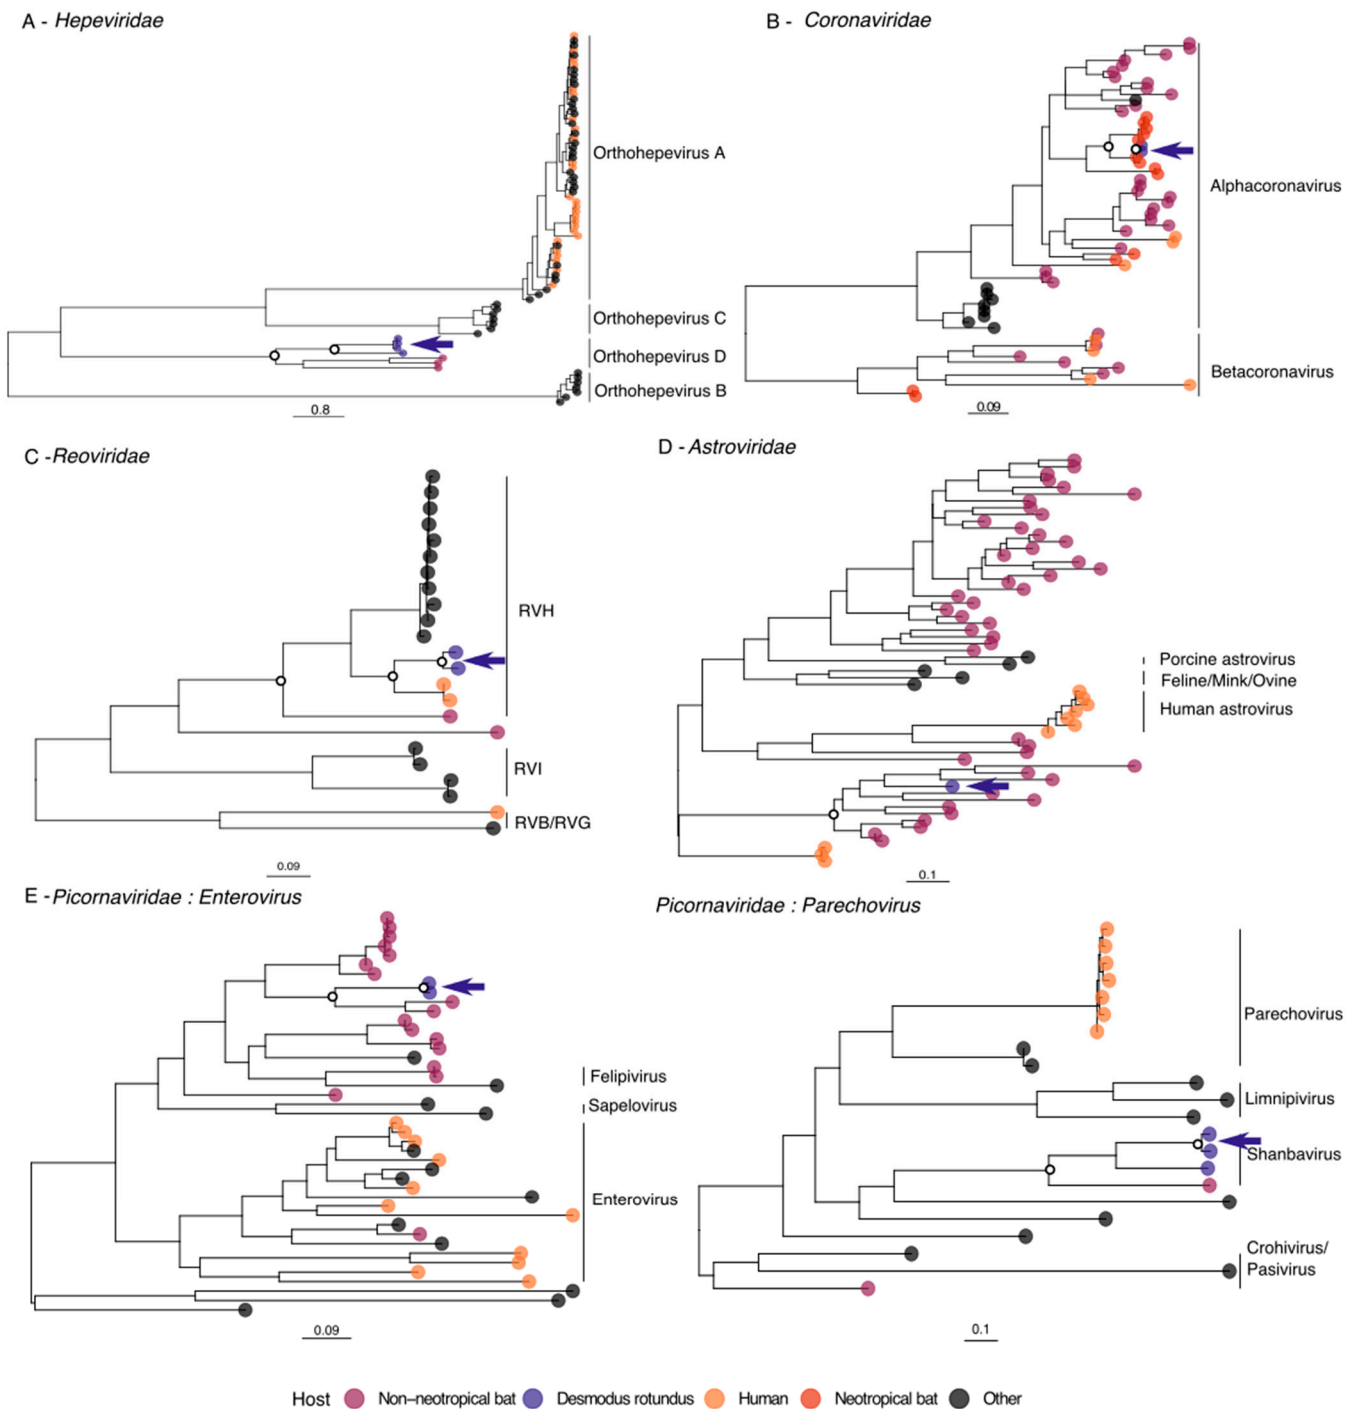 A - Hepeviridae
B - Coronaviridae
Orthohepevirus A
Orthohepevirus C
Orthohepevirus D
Orthohepevirus B
0.8
Alphacoronavirus
Betacoronavirus
0.09
C -Reoviridae
D - Astroviridae
RVH
RVI
RVB/RVG
0.09
Porcine astrovirus
Feline/Mink/Ovine
Human astrovirus
0.1
E -Picornaviridae : Enterovirus
Picornaviridae : Parechovirus
Felipivirus
Sapelovirus
Enterovirus
0.09
Parechovirus
Limnipivirus
Shanbavirus
Crohivirus/
Pasivirus
0.1
Host Non–neotropical bat Desmodus rotundus Human Neotropical bat Other